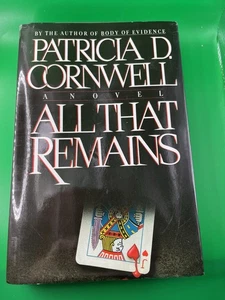 BY THE AUTHOR OF BODY OF EVIDENCE
PATRICIA D.
CORNWELL
A NOVEL
ALL THAT
REMAINS
J